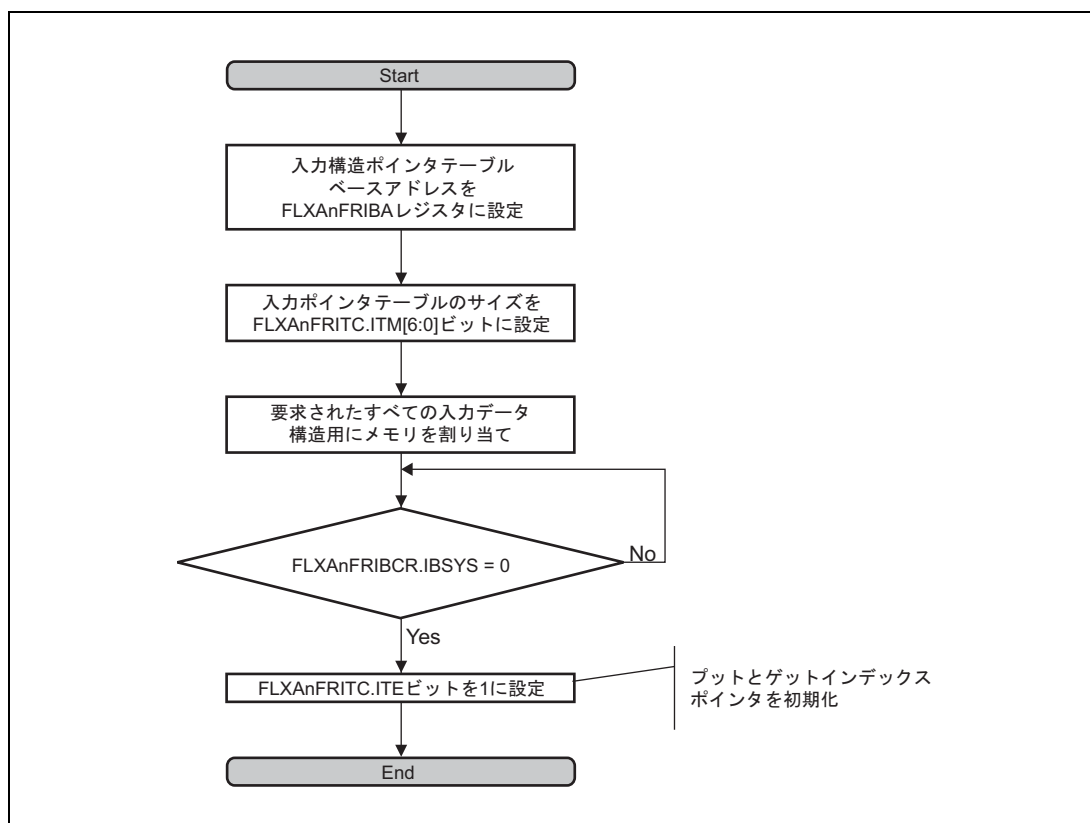 Start
入力構造ポインタテーブル
ベースアドレスを
FLXAnFRIBAレジスタに設定
入力ポインタテーブルのサイズを
FLXAnFRITC.ITM[6:0]ビットに設定
要求されたすべての入力データ
構造用にメモリを割り当て
FLXAnFRIBCR.IBSYS = 0
No
Yes
FLXAnFRITC.ITEビットを1に設定
プットとゲットインデックス
ポインタを初期化
End